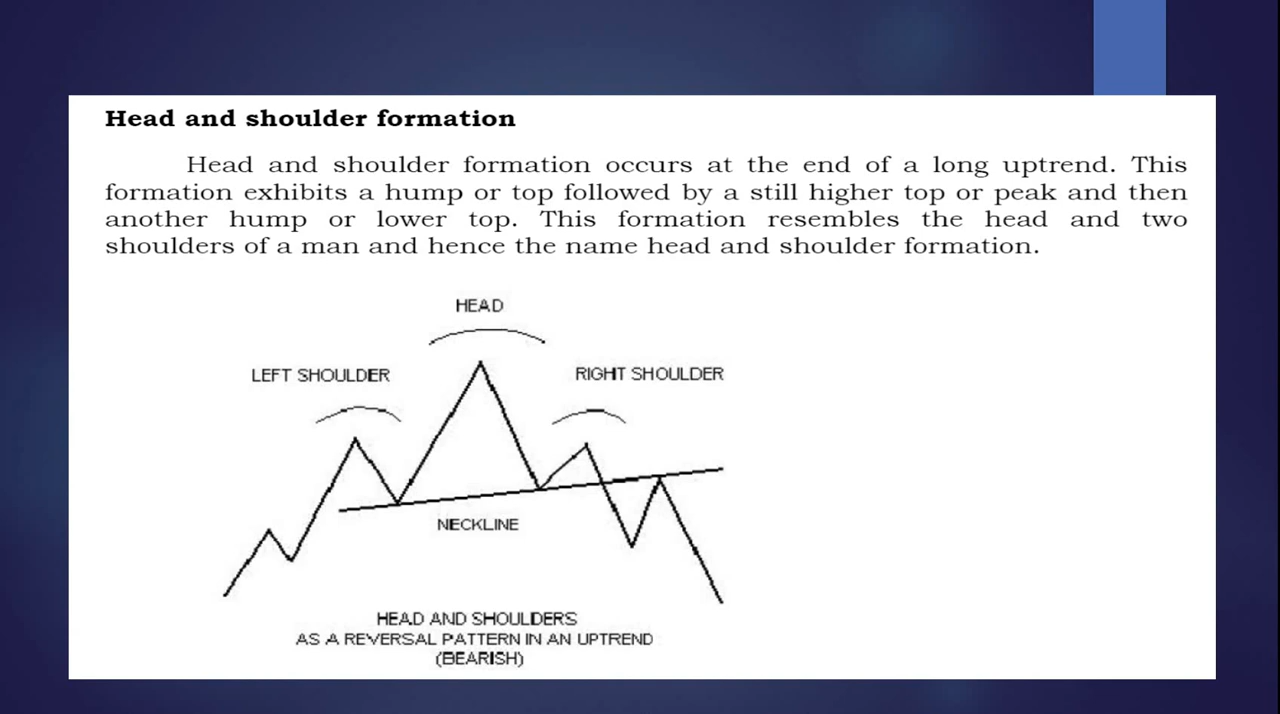 Head and shoulder formation
Head and shoulder formation occurs at the end of a long uptrend. This
formation exhibits a hump or top followed by a still higher top or peak and then
another hump or lower top. This formation resembles the head and two
shoulders of a man and hence the name head and shoulder formation.
HEAD
LEFT SHOULDER
RIGHT SHOULDER
NECKLINE
HEAD AND SHOULDERS
AS A REVERSAL PATTERN IN AN UPTREND
(BEARISH)